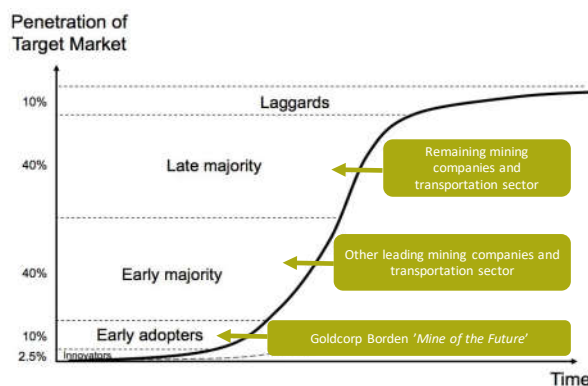 Penetration of
Target Market
10%
Laggards
40%
Late majority
Remaining mining
companies and
transportation sector
40%
Early majority
Other leading mining companies and
transportation sector
10%
Early adopters
Goldcorp Borden ‘Mine of the Future’
2.5%
Innovators
Time